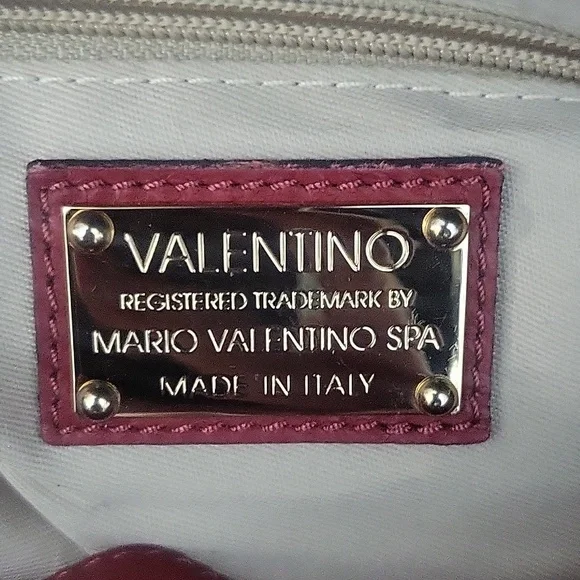 VALENTINO
REGISTERED TRADEMARK BY
MARIO VALENTINO SPA
MADE IN ITALY